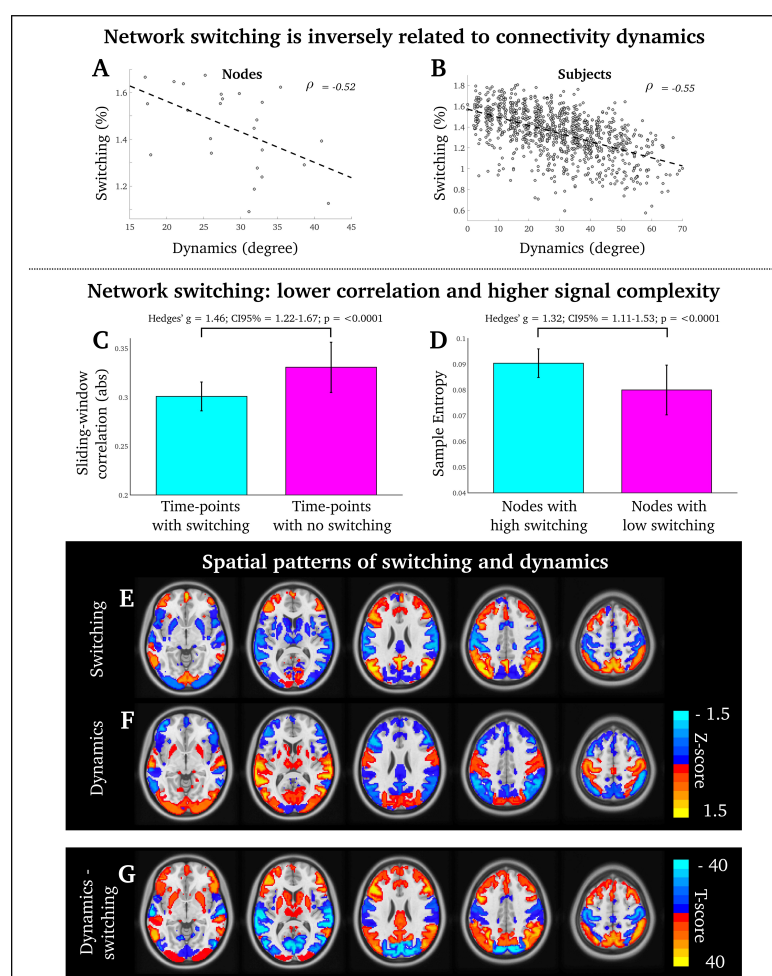 Network switching is inversely related to connectivity dynamics
A
Nodes
ρ = -0.52
Switching (%)
1.6
1.4
1.2
15
20
25
30
35
40
45
Dynamics (degree)
B
Subjects
ρ = -0.55
Switching (%)
1.8
1.6
1.4
1.2
1
0.8
0.6
0
10
20
30
40
50
60
70
Dynamics (degree)
Network switching: lower correlation and higher signal complexity
Hedges' g = 1.46; CI95% = 1.22-1.67; p = <0.0001
C
Sliding-window
correlation (abs)
0.35
0.3
0.25
0.2
Time-points
with switching
Time-points
with no switching
Hedges' g = 1.32; CI95% = 1.11-1.53; p = <0.0001
D
Sample Entropy
0.1
0.09
0.08
0.07
0.06
0.05
0.04
Nodes with
high switching
Nodes with
low switching
Spatial patterns of switching and dynamics
E
Switching
F
Dynamics
- 1.5
Z-score
1.5
G
Dynamics -
switching
- 40
T-score
40